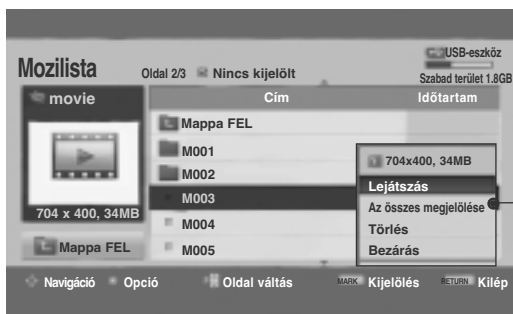 USB-eszköz
Mozilista
Oldal 2/3
Nincs kijelölt
Szabad terület 1.8GB
movie
Cím
Időtartam
Mappa FEL
M001
M002
M003
M004
M005
704x400, 34MB
Lejátszás
Az összes megjelölése
Törlés
Bezárás
704 x 400, 34MB
Mappa FEL
Navigáció
Opció
Oldal váltás
MARK Kijelölés
RETURN Kilép